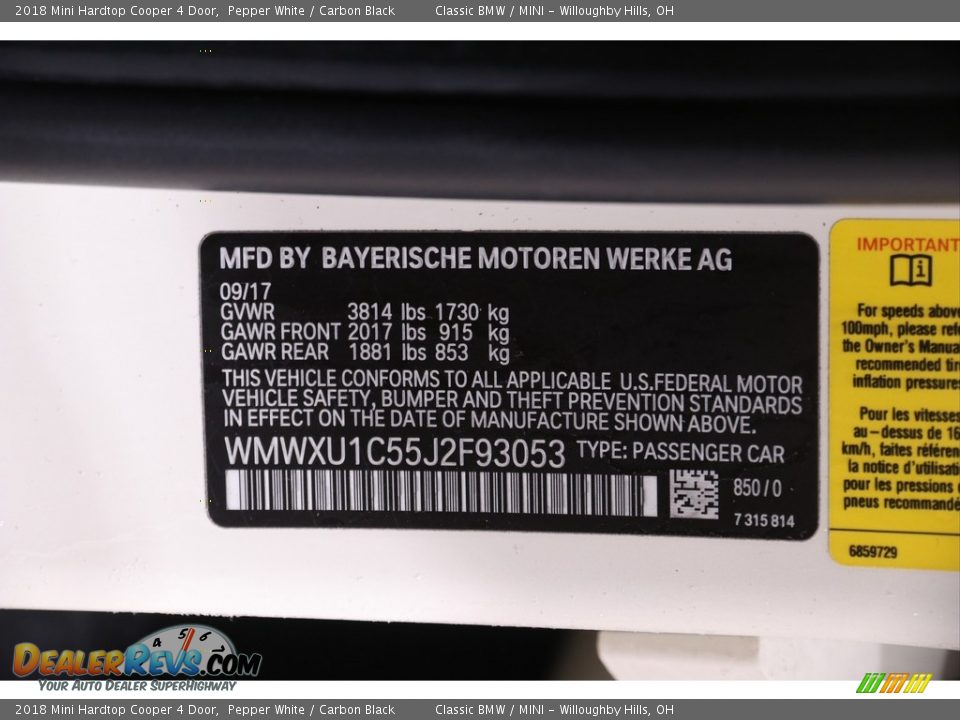 2018 Mini Hardtop Cooper 4 Door, Pepper White / Carbon Black Classic BMW / MINI - Willoughby Hills, OH
MFD BY BAYERISCHE MOTOREN WERKE AG
09/17
GVWR 3814 lbs 1730 kg
GAWR FRONT 2017 lbs 915 kg
GAWR REAR 1881 lbs 853 kg
THIS VEHICLE CONFORMS TO ALL APPLICABLE U.S.FEDERAL MOTOR
VEHICLE SAFETY, BUMPER AND THEFT PREVENTION STANDARDS
IN EFFECT ON THE DATE OF MANUFACTURE SHOWN ABOVE.
WMWXU1C55J2F93053 TYPE: PASSENGER CAR
850/0
7 315 814
IMPORTANT
For speeds above
100mph, please
the Owner's
recommended
inflation pressures
Pour les vitesses
au-dessus de
km/h, faites
la notice
pour les pressions
pneus
6859729
4 5 6
DEALERREVS.COM
YOUR AUTO DEALER SUPERHIGHWAY
2018 Mini Hardtop Cooper 4 Door, Pepper White / Carbon Black Classic BMW / MINI - Willoughby Hills, OH